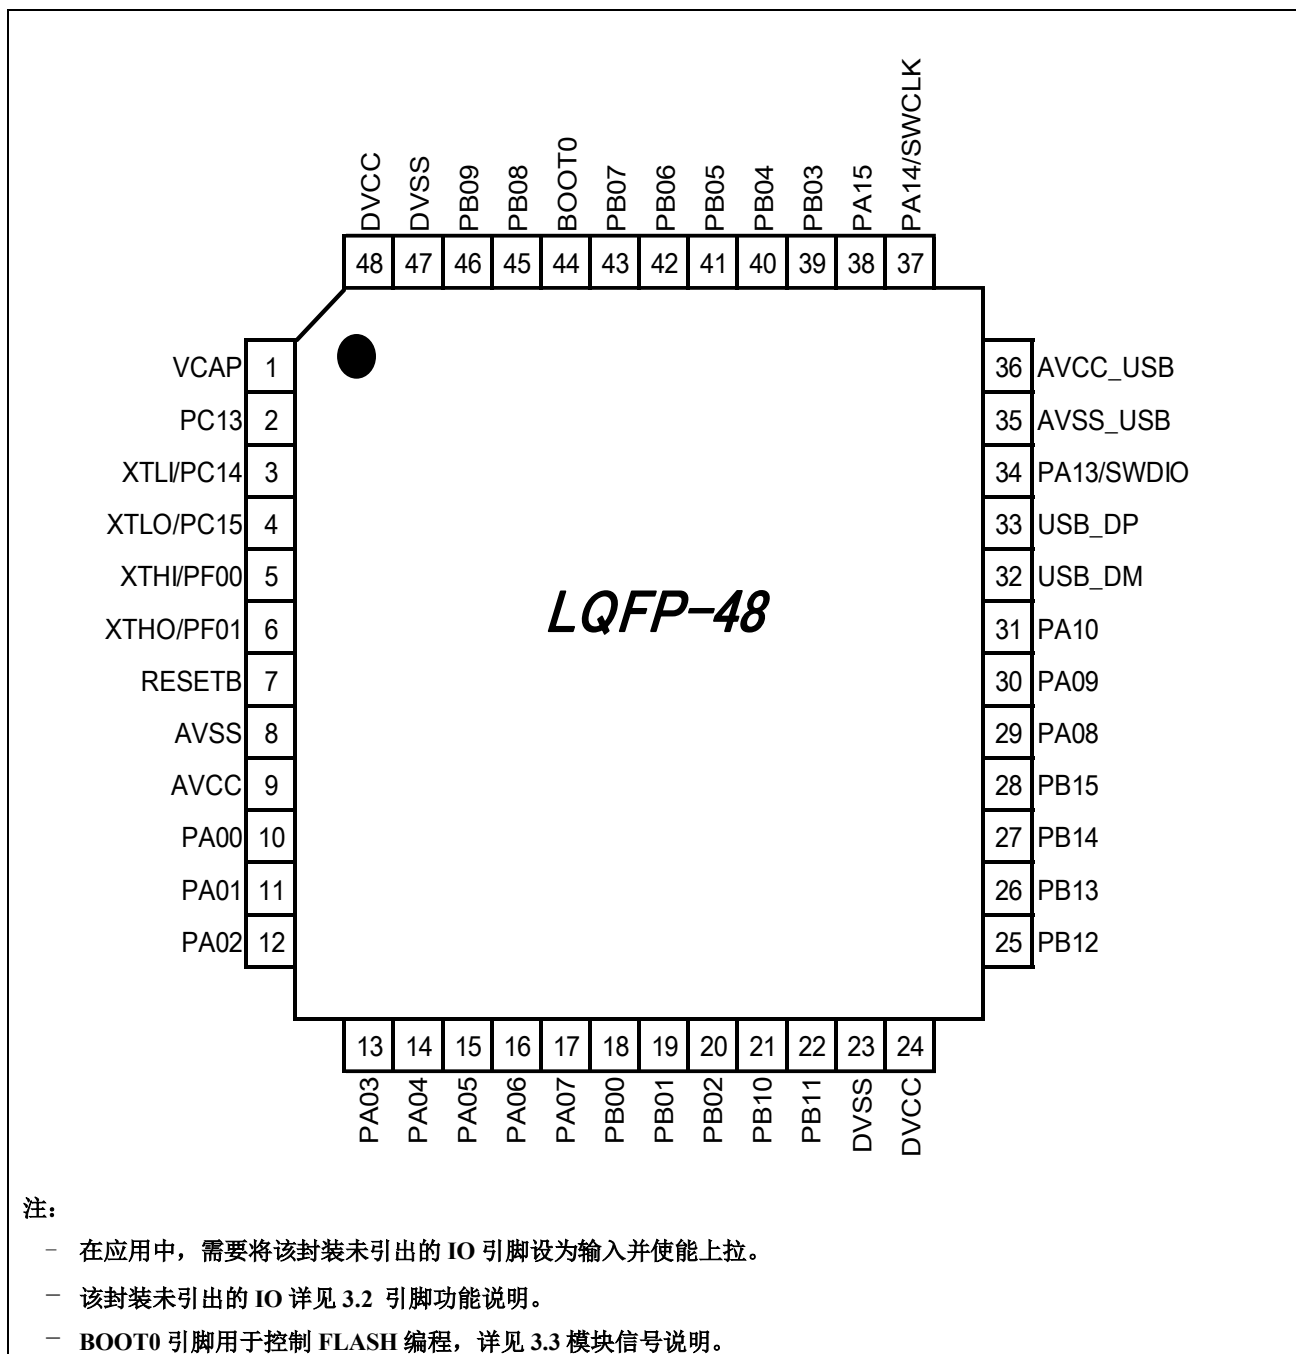 DVCC DVSS PB09 PB08 BOOT0 PB07 PB06 PB05 PB04 PB03 PA15 PA14/SWCLK
48 47 46 45 44 43 42 41 40 39 38 37
VCAP 1 36 AVCC_USB
PC13 2 35 AVSS_USB
XTLI/PC14 3 34 PA13/SWDIO
XTLO/PC15 4 33 USB_DP
XTHI/PF00 5 32 USB_DM
LQFP-48
XTHO/PF01 6 31 PA10
RESETB 7 30 PA09
AVSS 8 29 PA08
AVCC 9 28 PB15
PA00 10 27 PB14
PA01 11 26 PB13
PA02 12 25 PB12
13 14 15 16 17 18 19 20 21 22 23 24
PA03 PA04 PA05 PA06 PA07 PB00 PB01 PB02 PB10 PB11 DVSS DVCC
注：
– 在应用中，需要将该封装未引出的 IO 引脚设为输入并使能上拉。
– 该封装未引出的 IO 详见 3.2 引脚功能说明。
– BOOT0 引脚用于控制 FLASH 编程，详见 3.3 模块信号说明。